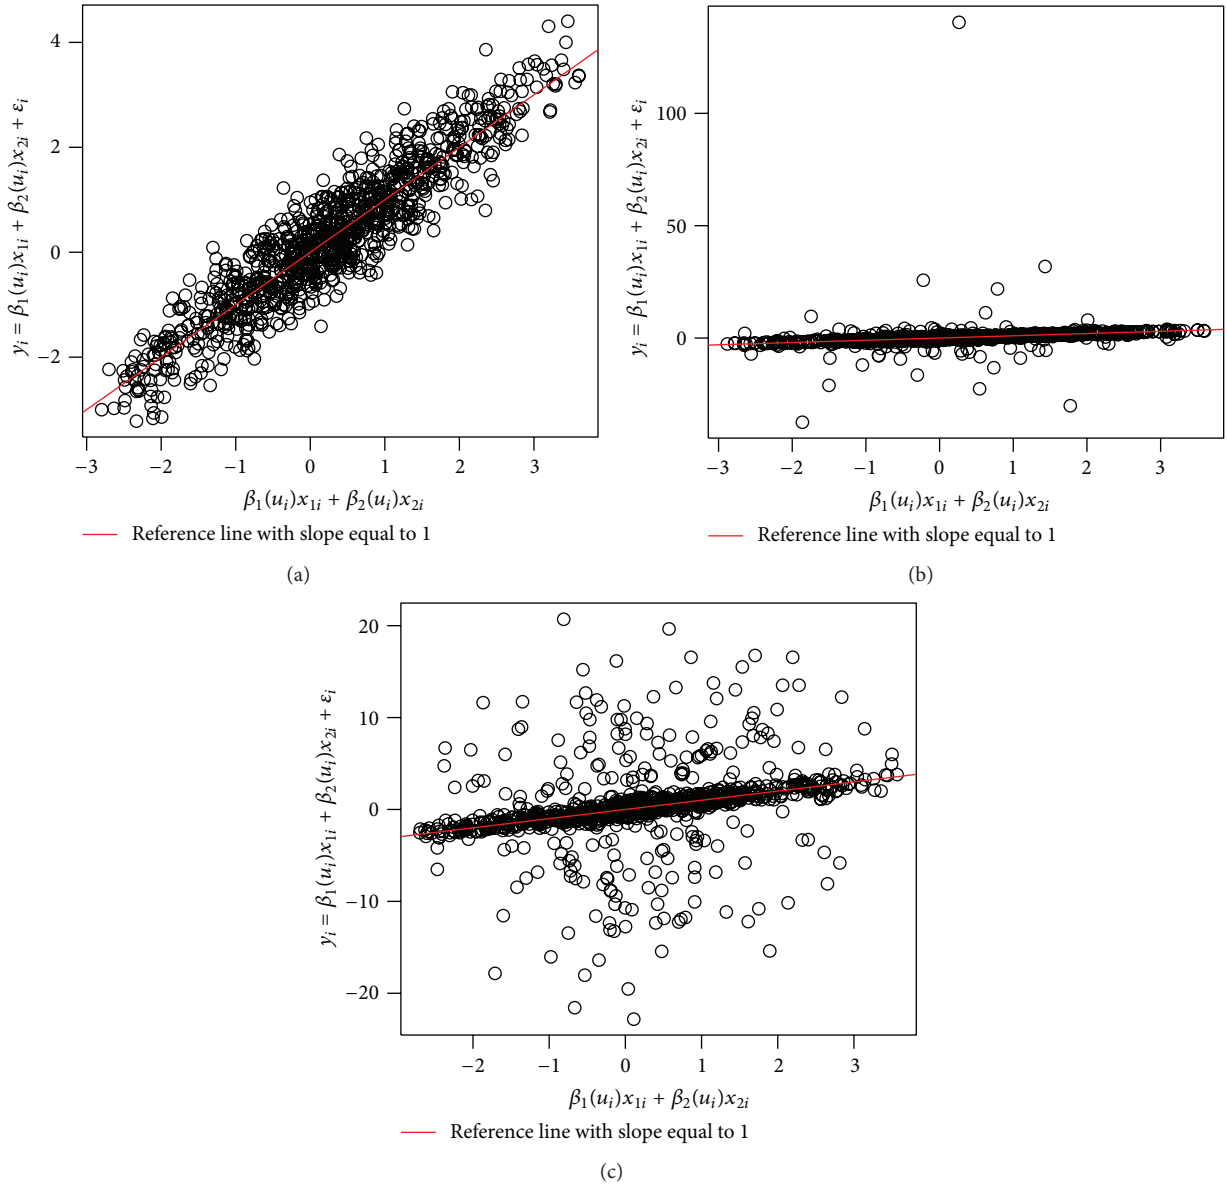 4
2
0
−2
−3
−2
−1
0
1
2
3
y_i = β_1(u_i)x_{1i} + β_2(u_i)x_{2i} + ε_i
β_1(u_i)x_{1i} + β_2(u_i)x_{2i}
Reference line with slope equal to 1
(a)
100
50
0
−3
−2
−1
0
1
2
3
y_i = β_1(u_i)x_{1i} + β_2(u_i)x_{2i} + ε_i
β_1(u_i)x_{1i} + β_2(u_i)x_{2i}
Reference line with slope equal to 1
(b)
20
10
0
−10
−20
−2
−1
0
1
2
3
y_i = β_1(u_i)x_{1i} + β_2(u_i)x_{2i} + ε_i
β_1(u_i)x_{1i} + β_2(u_i)x_{2i}
Reference line with slope equal to 1
(c)